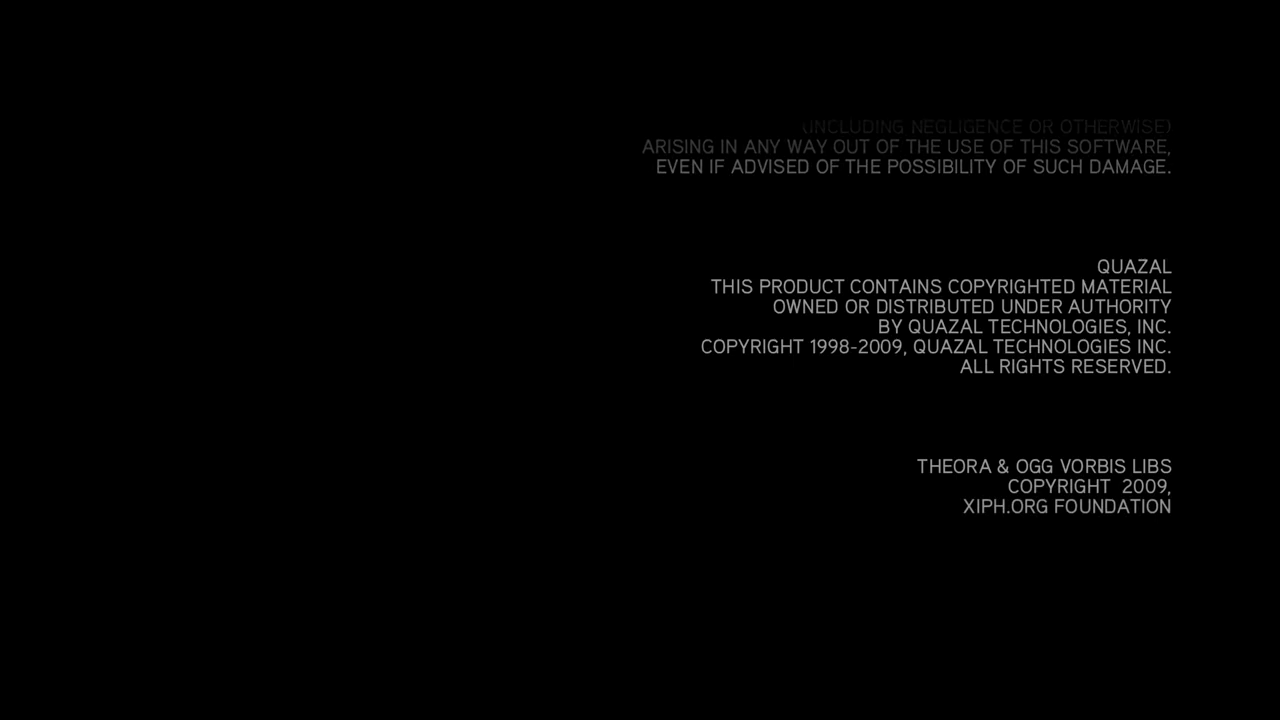 (INCLUDING NEGLIGENCE OR OTHERWISE)
ARISING IN ANY WAY OUT OF THE USE OF THIS SOFTWARE,
EVEN IF ADVISED OF THE POSSIBILITY OF SUCH DAMAGE.
QUAZAL
THIS PRODUCT CONTAINS COPYRIGHTED MATERIAL
OWNED OR DISTRIBUTED UNDER AUTHORITY
BY QUAZAL TECHNOLOGIES, INC.
COPYRIGHT 1998-2009, QUAZAL TECHNOLOGIES INC.
ALL RIGHTS RESERVED.
THEORA & OGG VORBIS LIBS
COPYRIGHT  2009,
XIPH.ORG FOUNDATION